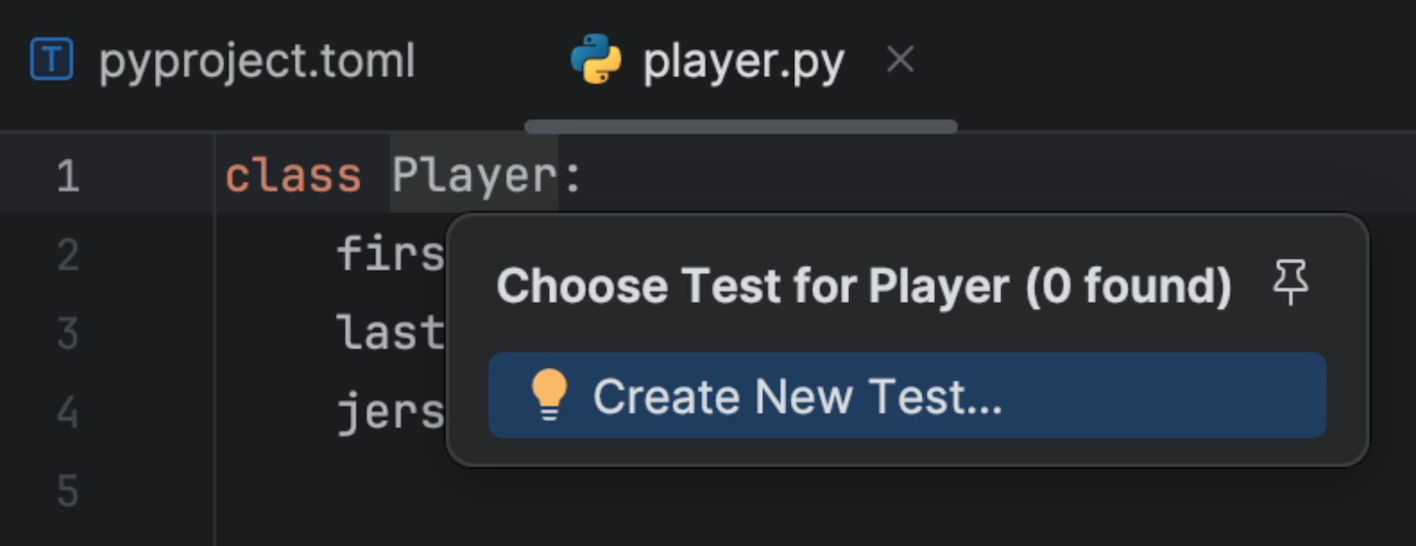 T pyproject.toml player.py ×
1 class Player:
2 firs
Choose Test for Player (0 found)
3 last
Create New Test...
4 jers
5